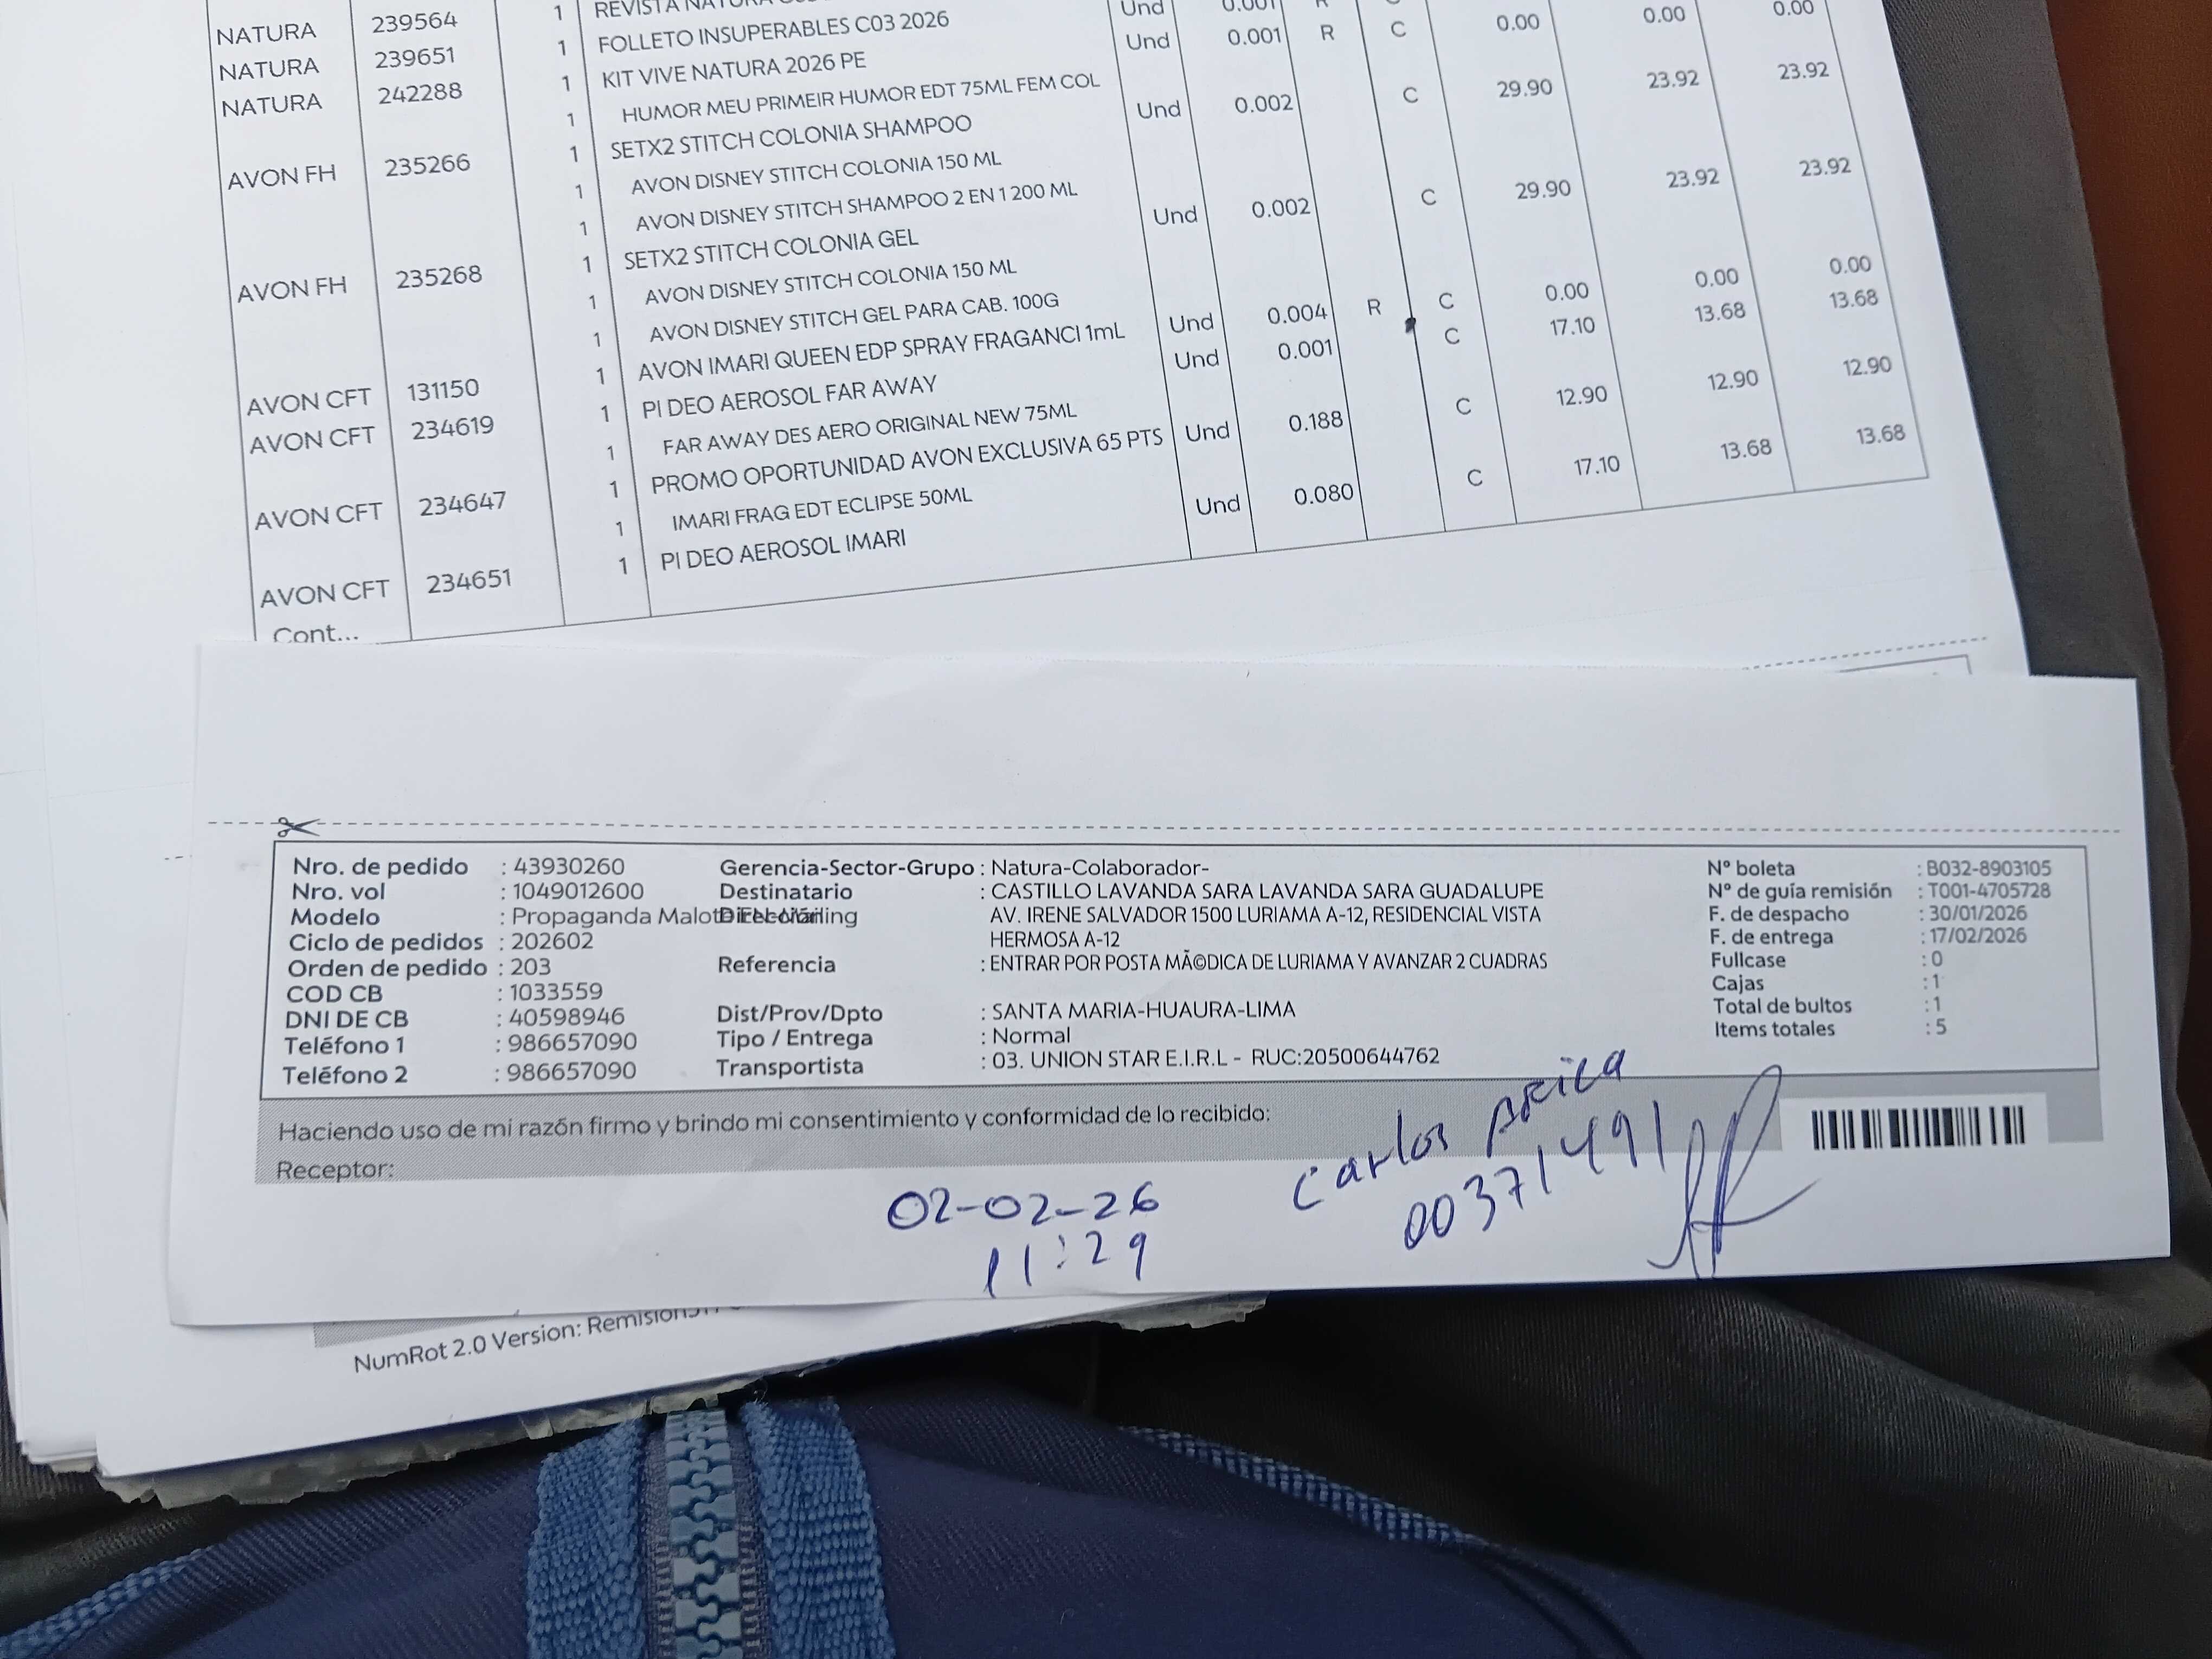 NATURA 239564 1 REVISTA Und 0.001 R
NATURA 239651 1 FOLLETO INSUPERABLES C03 2026 Und 0.001 R C 0.00 0.00 0.00
NATURA 242288 1 KIT VIVE NATURA 2026 PE Und 0.002 C 29.90 23.92 23.92
1 HUMOR MEU PRIMEIR HUMOR EDT 75ML FEM COL
AVON FH 235266 1 SETX2 STITCH COLONIA SHAMPOO Und 0.002 C 29.90 23.92 23.92
1 AVON DISNEY STITCH COLONIA 150 ML
1 AVON DISNEY STITCH SHAMPOO 2 EN 1 200 ML
AVON FH 235268 1 SETX2 STITCH COLONIA GEL
1 AVON DISNEY STITCH COLONIA 150 ML
1 AVON DISNEY STITCH GEL PARA CAB. 100G
AVON CFT 131150 1 AVON IMARI QUEEN EDP SPRAY FRAGANCI 1mL Und 0.004 R C 0.00 0.00 0.00
AVON CFT 234619 1 PI DEO AEROSOL FAR AWAY Und 0.001 C 17.10 13.68 13.68
1 FAR AWAY DES AERO ORIGINAL NEW 75ML
AVON CFT 234647 1 PROMO OPORTUNIDAD AVON EXCLUSIVA 65 PTS Und 0.188 C 12.90 12.90 12.90
1 IMARI FRAG EDT ECLIPSE 50ML
AVON CFT 234651 1 PI DEO AEROSOL IMARI Und 0.080 C 17.10 13.68 13.68
Cont...
Nro. de pedido : 43930260 Gerencia-Sector-Grupo : Natura-Colaborador- Nº boleta : B032-8903105
Nro. vol : 1049012600 Destinatario : CASTILLO LAVANDA SARA LAVANDA SARA GUADALUPE Nº de guía remisión : T001-4705728
Modelo : Propaganda Malote EN-Mailing Dirección AV. IRENE SALVADOR 1500 LURIAMA A-12, RESIDENCIAL VISTA F. de despacho : 30/01/2026
Ciclo de pedidos : 202602 HERMOSA A-12 F. de entrega : 17/02/2026
Orden de pedido : 203 Referencia : ENTRAR POR POSTA MÃ©DICA DE LURIAMA Y AVANZAR 2 CUADRAS Fullcase : 0
COD CB : 1033559 Cajas : 1
DNI DE CB : 40598946 Dist/Prov/Dpto : SANTA MARIA-HUAURA-LIMA Total de bultos : 1
Teléfono 1 : 986657090 Tipo / Entrega : Normal Items totales : 5
Teléfono 2 : 986657090 Transportista : 03. UNION STAR E.I.R.L - RUC:20500644762
Haciendo uso de mi razón firmo y brindo mi consentimiento y conformidad de lo recibido:
Receptor:
Carlos Arica
00371491
02-02-26
11:29
NumRot 2.0 Version: